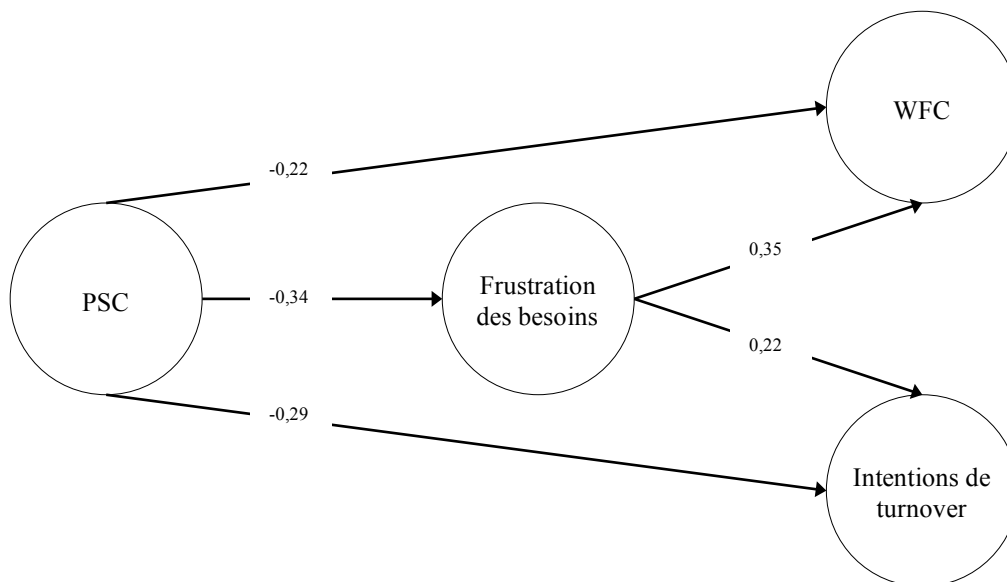 WFC
-0,22
0,35
PSC
-0,34
Frustration
des besoins
0,22
-0,29
Intentions de
turnover